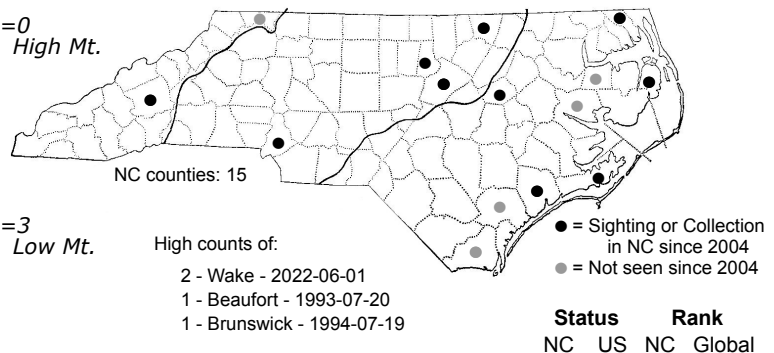 =0
High Mt.
NC counties: 15
=3
Low Mt.
High counts of:
2 - Wake - 2022-06-01
1 - Beaufort - 1993-07-20
1 - Brunswick - 1994-07-19
= Sighting or Collection
in NC since 2004
= Not seen since 2004
Status Rank
NC US NC Global